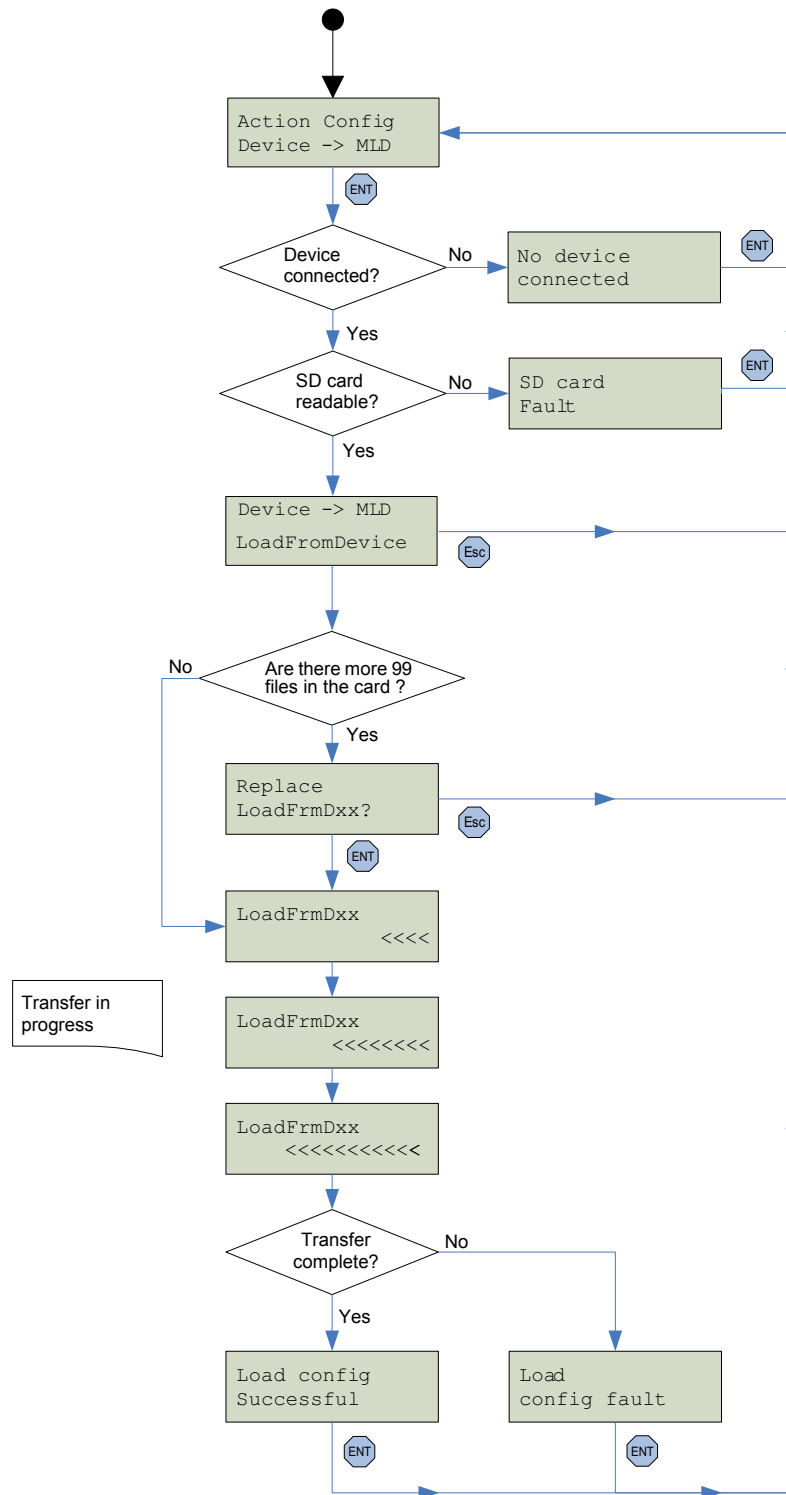 Action Config
Device -> MLD
ENT
Device
connected?
No
No device
connected
ENT
Yes
SD card
readable?
No
SD card
Fault
ENT
Yes
Device -> MLD
LoadFromDevice
Esc
No
Are there more 99
files in the card ?
Yes
Replace
LoadFrmDxx?
Esc
ENT
LoadFrmDxx
<<<<
Transfer in
progress
LoadFrmDxx
<<<<<<<<
LoadFrmDxx
<<<<<<<<<<<
Transfer
complete?
No
Yes
Load config
Successful
Load
config fault
ENT
ENT